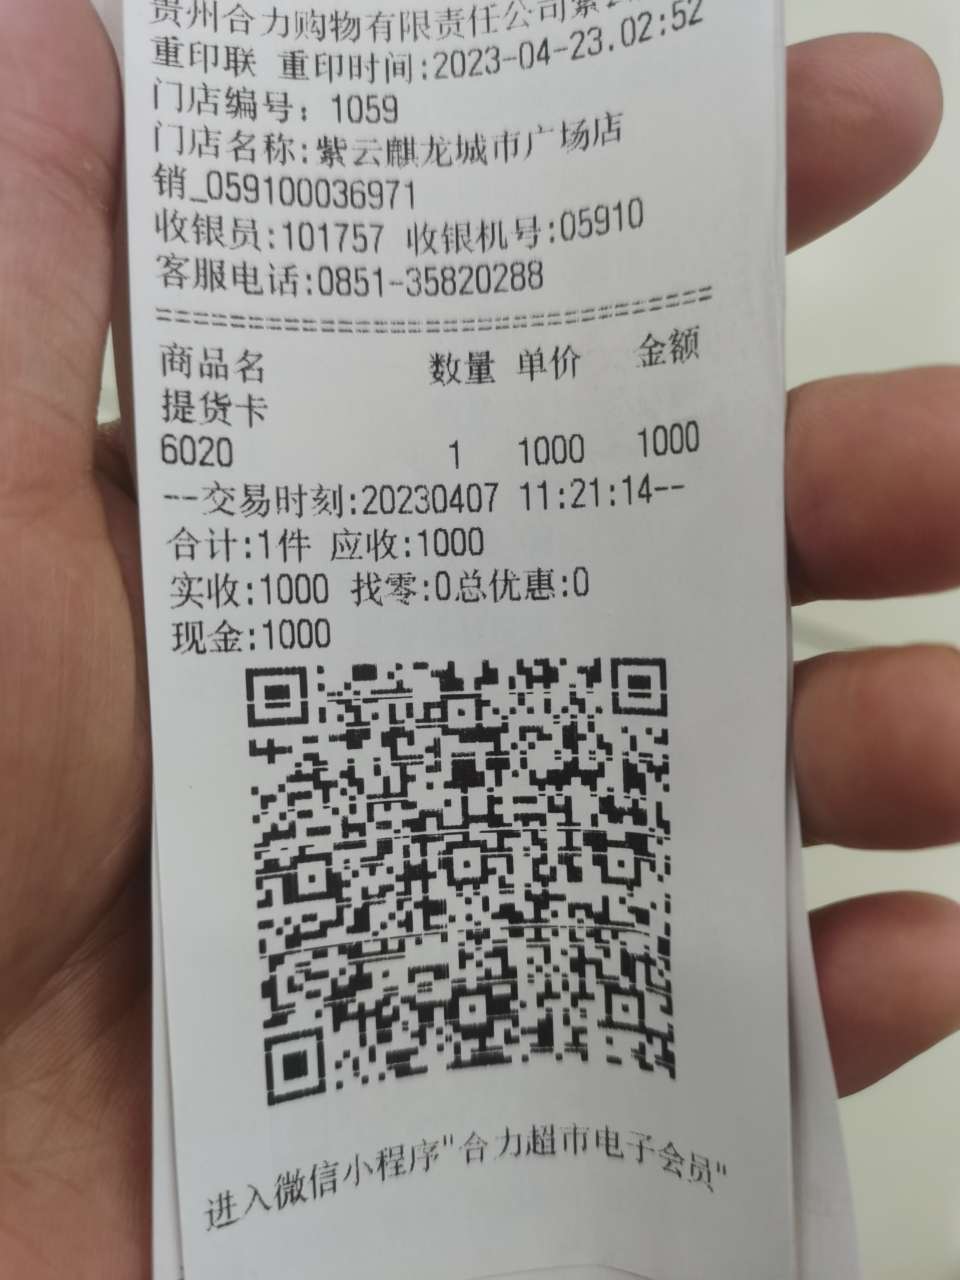 贵州合力购物有限责任公司紫
重印联 重印时间:2023-04-23.02:52
门店编号: 1059
门店名称:紫云麒龙城市广场店
销_059100036971
收银员:101757 收银机号:05910
客服电话:0851-35820288
========================================
商品名 数量 单价 金额
提货卡
6020 1 1000 1000
--交易时刻:20230407 11:21:14--
合计:1件 应收:1000
实收:1000 找零:0总优惠:0
现金:1000
进入微信小程序"合力超市电子会员"